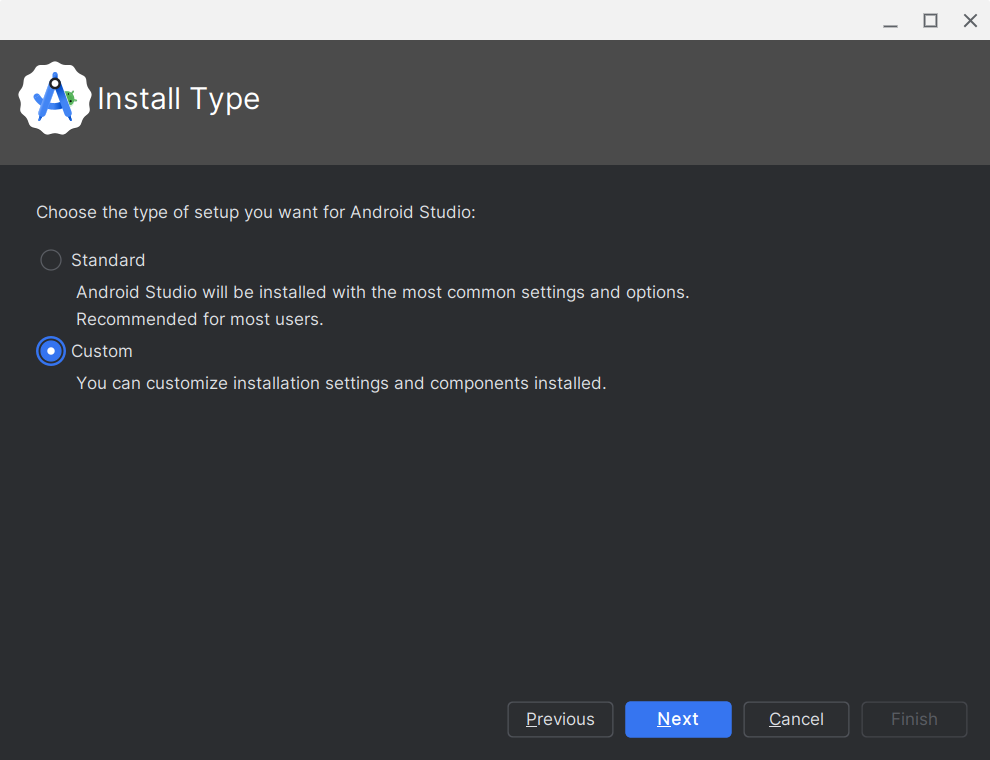 Install Type
Choose the type of setup you want for Android Studio:
Standard
Android Studio will be installed with the most common settings and options.
Recommended for most users.
Custom
You can customize installation settings and components installed.
Previous
Next
Cancel
Finish